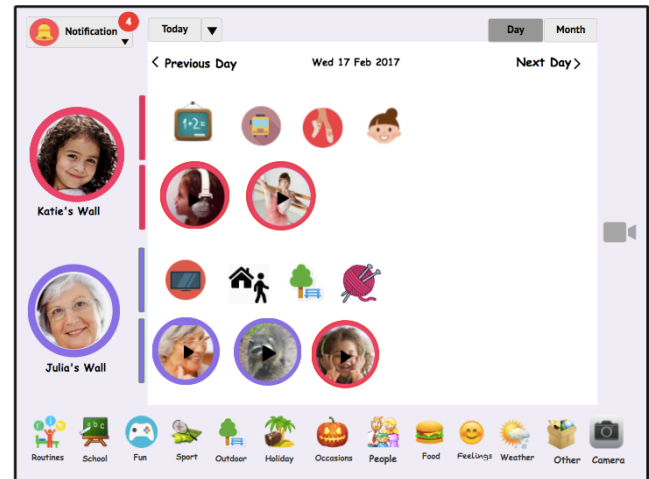 Notification
4
Today
Day
Month
Previous Day
Wed 17 Feb 2017
Next Day
1+2=
Katie's Wall
Julia's Wall
abc
Routines
School
Fun
Sport
Outdoor
Holiday
Occasions
People
Food
Feelings
Weather
Other
Camera